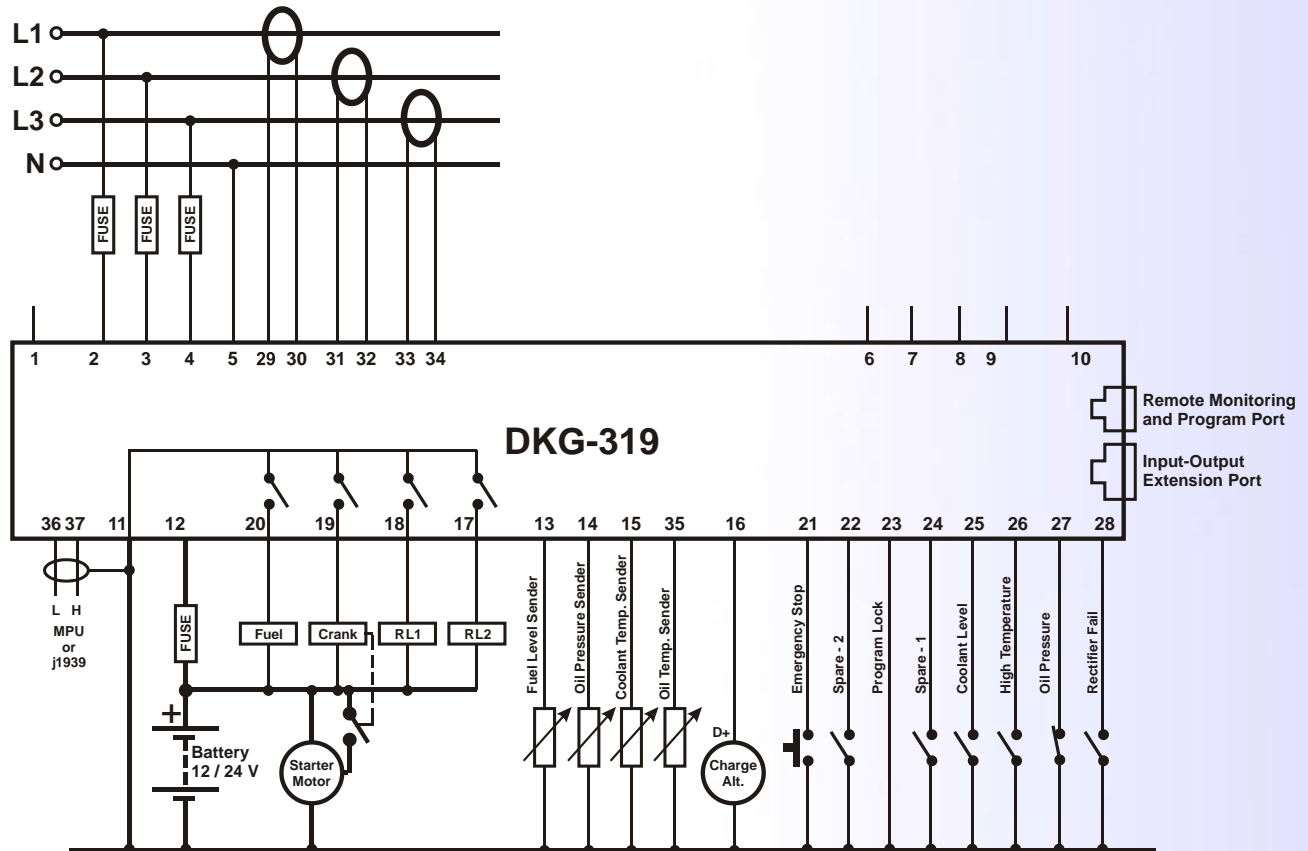 L1
L2
L3
N
FUSE
FUSE
FUSE
1 2 3 4 5 29 30 31 32 33 34 6 7 8 9 10
DKG-319
Remote Monitoring
and Program Port
Input-Output
Extension Port
36 37 11 12 20 19 18 17 13 14 15 35 16 21 22 23 24 25 26 27 28
L H
MPU
or
j1939
FUSE
Fuel
Crank
RL1
RL2
Fuel Level Sender
Oil Pressure Sender
Coolant Temp. Sender
Oil Temp. Sender
Emergency Stop
Spare - 2
Program Lock
Spare - 1
Coolant Level
High Temperature
Oil Pressure
Rectifier Fail
+
Battery
12 / 24 V
Starter
Motor
D+
Charge
Alt.